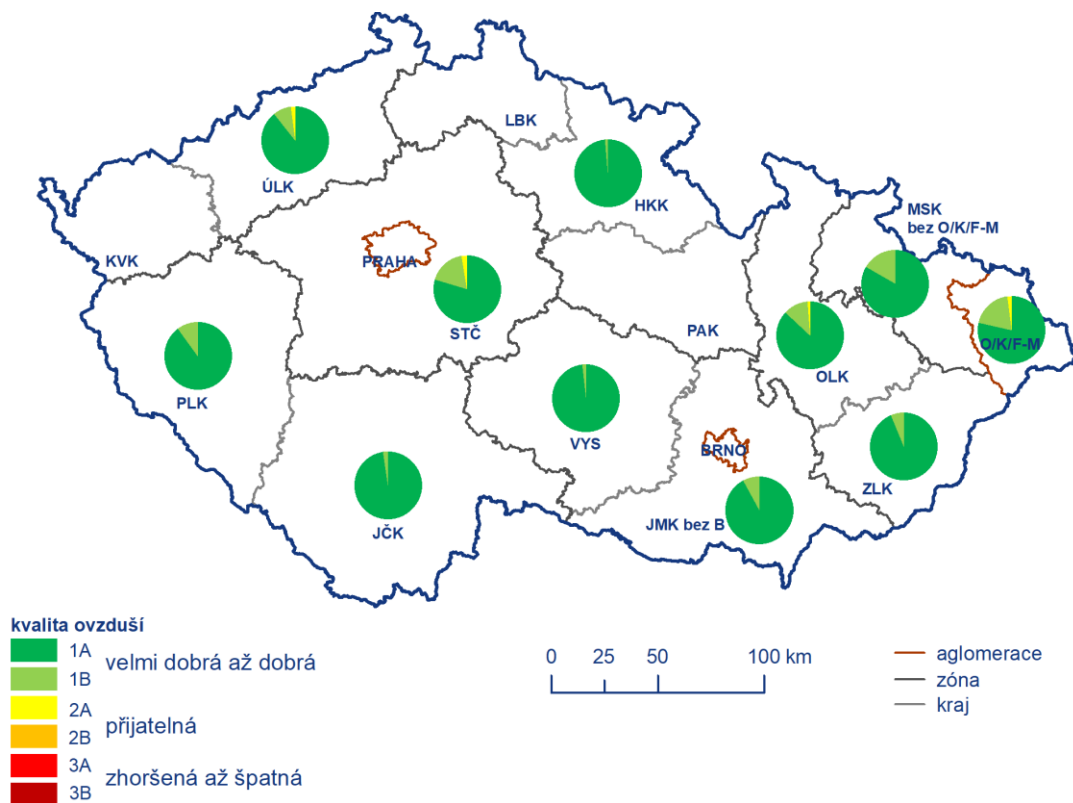 LBK
ÚLK
HKK
MSK
bez O/K/F-M
KVK
PRAHA
STČ
PAK
O/K/F-M
OLK
PLK
VYS
BRNO
ZLK
JČK
JMK bez B
kvalita ovzduší
1A
velmi dobrá až dobrá
1B
2A
přijatelná
2B
3A
zhoršená až špatná
3B
0 25 50 100 km
aglomerace
zóna
kraj